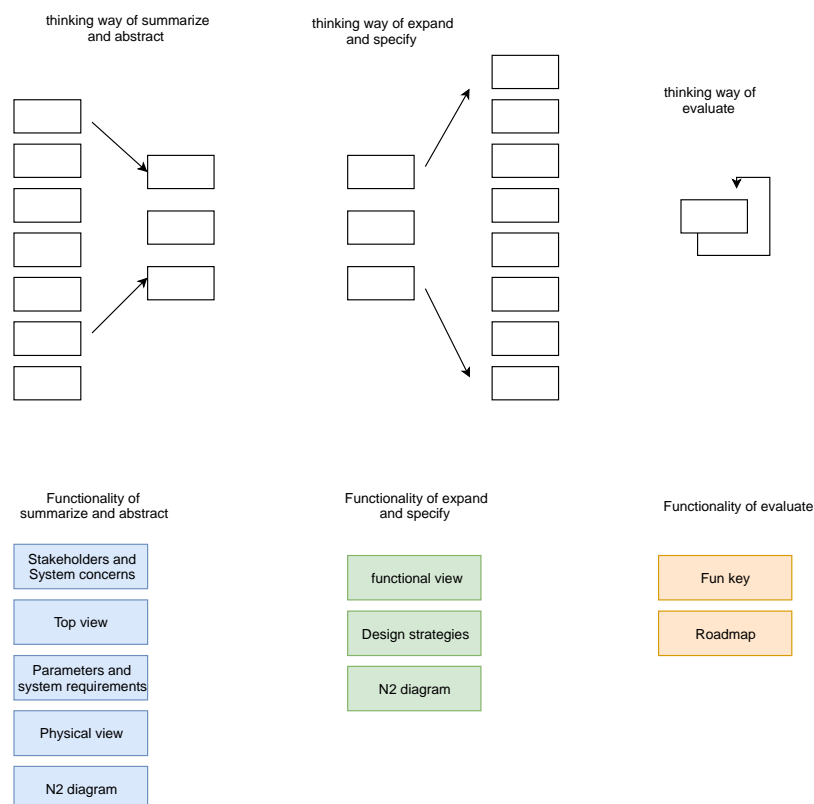 thinking way of summarize
and abstract
thinking way of expand
and specify
thinking way of
evaluate
Functionality of
summarize and abstract
Stakeholders and
System concerns
Top view
Parameters and
system requirements
Physical view
N2 diagram
Functionality of expand
and specify
functional view
Design strategies
N2 diagram
Functionality of evaluate
Fun key
Roadmap